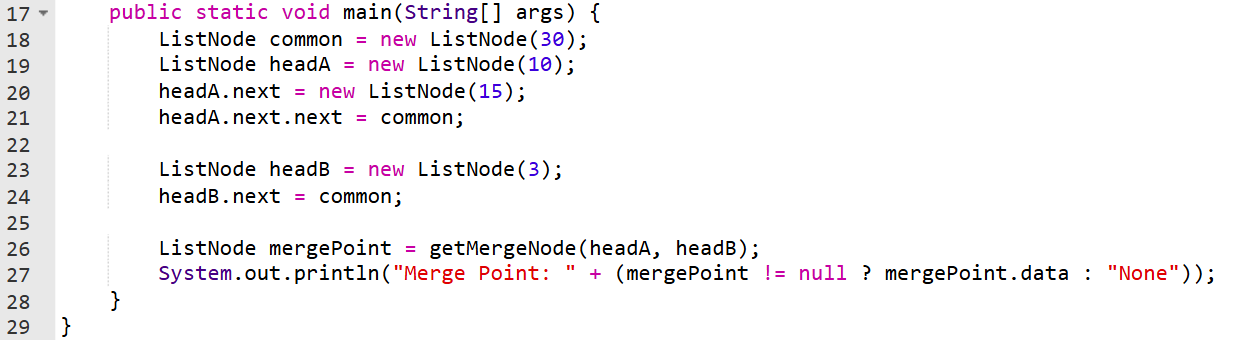 17 public static void main(String[] args) {
18 ListNode common = new ListNode(30);
19 ListNode headA = new ListNode(10);
20 headA.next = new ListNode(15);
21 headA.next.next = common;
22
23 ListNode headB = new ListNode(3);
24 headB.next = common;
25
26 ListNode mergePoint = getMergeNode(headA, headB);
27 System.out.println("Merge Point: " + (mergePoint != null ? mergePoint.data : "None"));
28 }
29 }